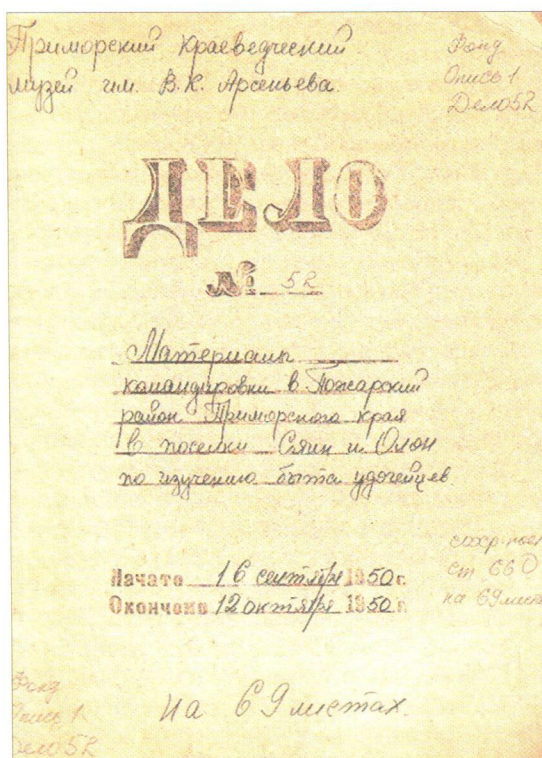 Приморский краеведческий
музей им. В.К. Арсеньева.
Фонд
Опись 1
Дело 52
ДЕЛО
№ 52
Материалы
командировки в Пожарский
район Приморского края
в поселки Сяин и Олон
по изучению быта удэгейцев.
Начато 16 сентября 1950 г.
Окончено 12 октября 1950 г.
на 69
на 69 листах.
Фонд
Опись 1
Дело 52